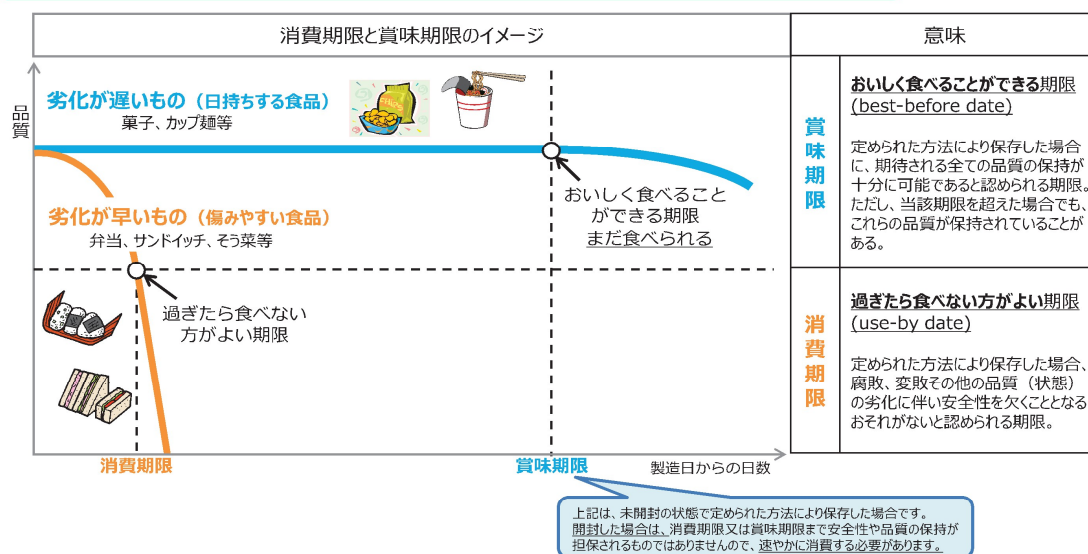 消費期限と賞味期限のイメージ
意味
品質
劣化が遅いもの（日持ちする食品）
菓子、カップ麺等
おいしく食べること
ができる期限
まだ食べられる
劣化が早いもの（傷みやすい食品）
弁当、サンドイッチ、そう菜等
過ぎたら食べない
方がよい期限
消費期限
賞味期限
製造日からの日数
賞味期限
おいしく食べることができる期限
(best-before date)
定められた方法により保存した場合
に、期待される全ての品質の保持が
十分に可能であると認められる期限。
ただし、当該期限を超えた場合でも、
これらの品質が保持されていることが
ある。
消費期限
過ぎたら食べない方がよい期限
(use-by date)
定められた方法により保存した場合、
腐敗、変敗その他の品質（状態）
の劣化に伴い安全性を欠くこととなる
おそれがないと認められる期限。
上記は、未開封の状態で定められた方法により保存した場合です。
開封した場合は、消費期限又は賞味期限まで安全性や品質の保持が
担保されるものではありませんので、速やかに消費する必要があります。